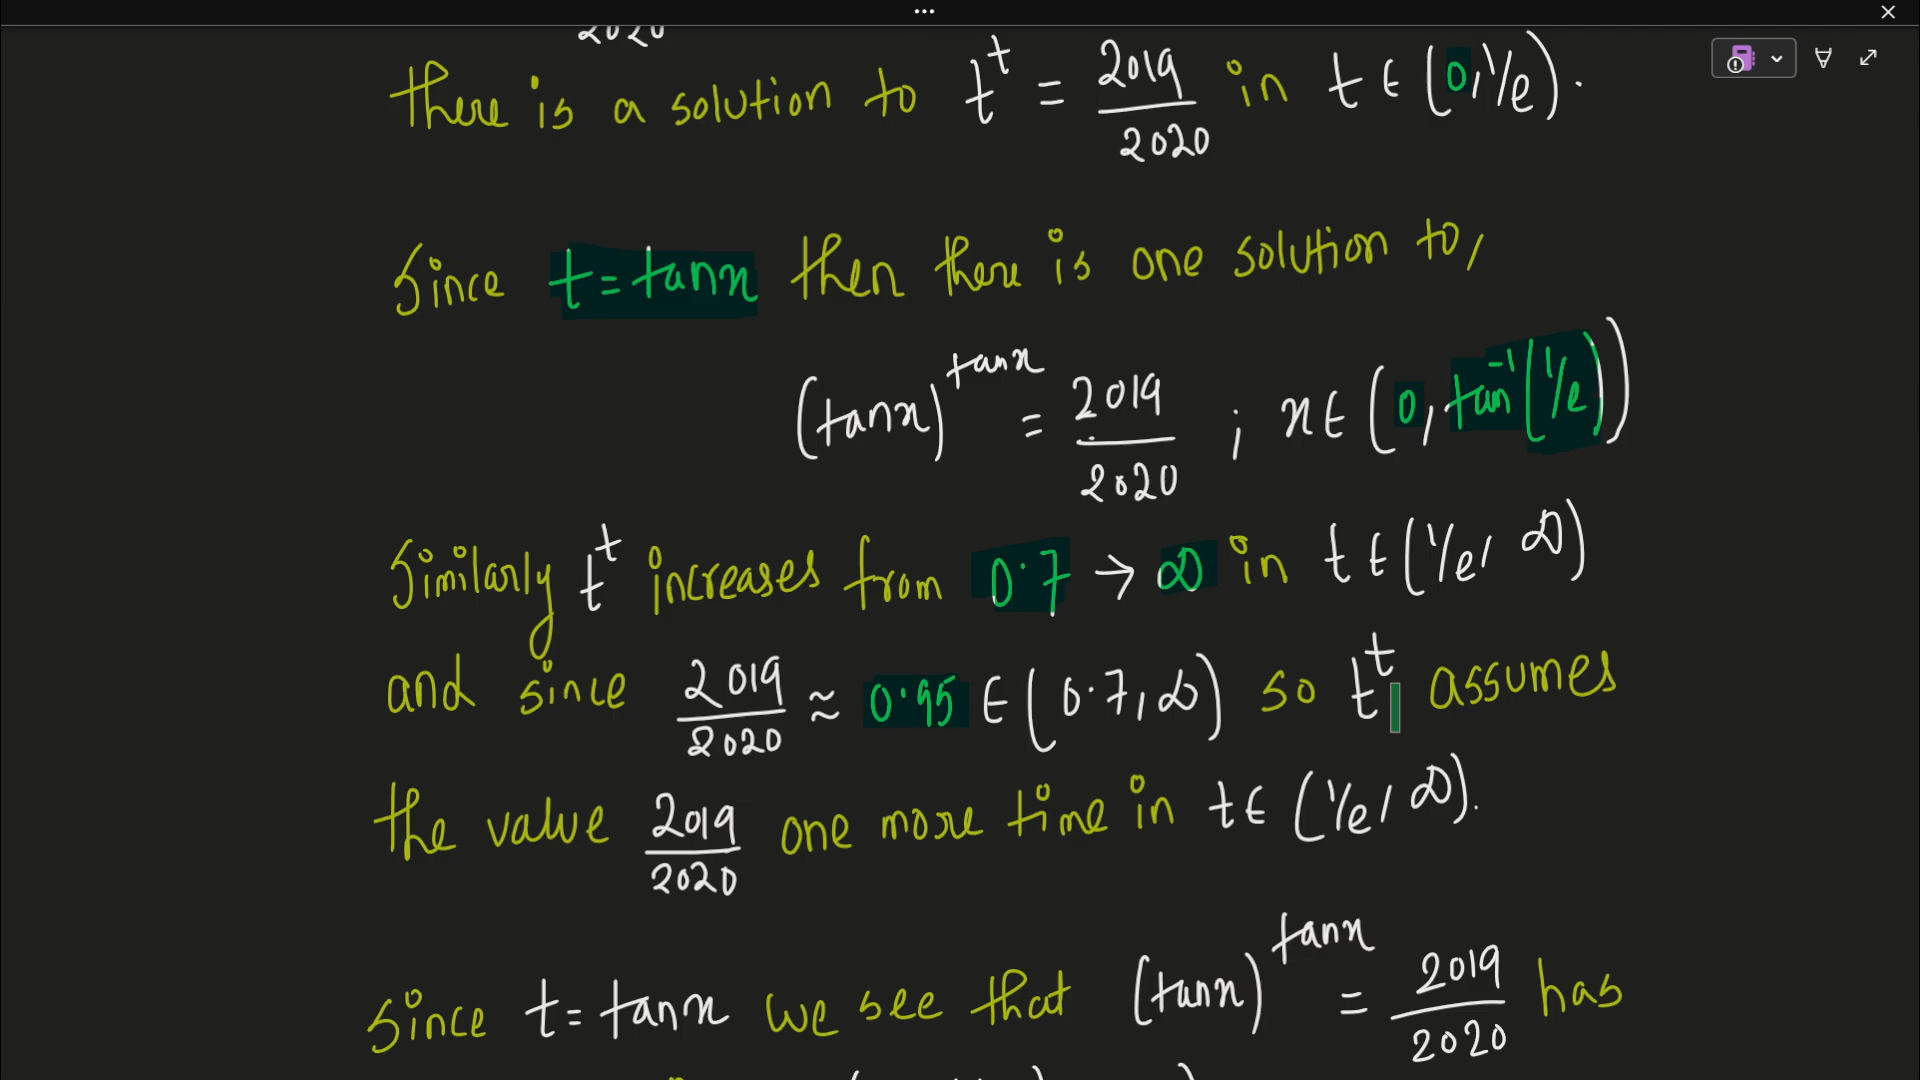 2020
there is a solution to t^t = 2019/2020 in t ∈ (0, 1/e).
Since t = tanx then there is one solution to,
(tanx)^tanx = 2019/2020 ; x ∈ (0, tan^-1(1/e))
Similarly t^t increases from 0.7 → ∞ in t ∈ (1/e, ∞)
and since 2019/2020 ≈ 0.95 ∈ (0.7, ∞) so t^t assumes
the value 2019/2020 one more time in t ∈ (1/e, ∞).
Since t = tanx we see that (tanx)^tanx = 2019/2020 has